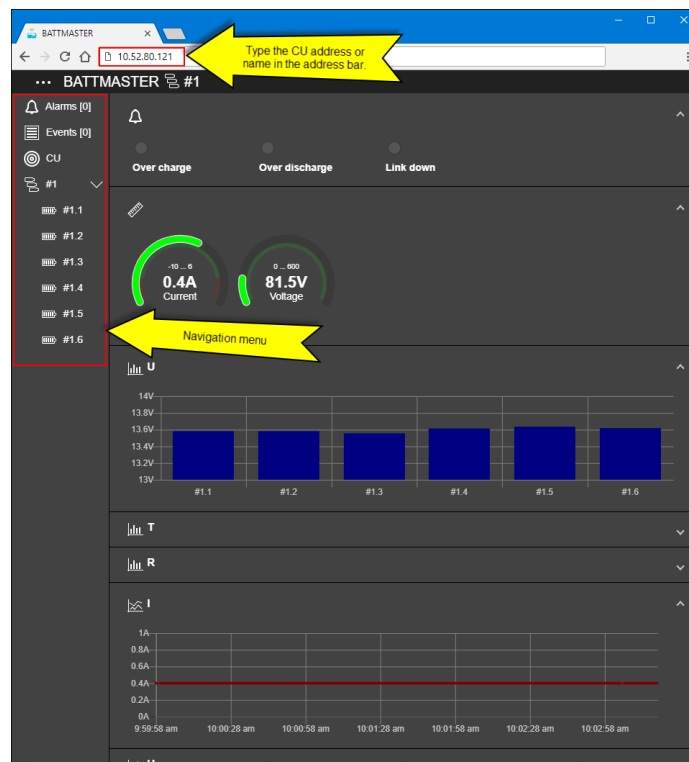 BATTMASTER
10.52.80.121
Type the CU address or
name in the address bar.
BATTMASTER #1
Alarms [0]
Events [0]
CU
#1
#1.1
#1.2
#1.3
#1.4
#1.5
#1.6
Navigation menu
Over charge Over discharge Link down
-10 ... 6
0.4A
Current
0 ... 600
81.5V
Voltage
U
14V
13.8V
13.6V
13.4V
13.2V
13V
#1.1 #1.2 #1.3 #1.4 #1.5 #1.6
T
R
I
1A
0.8A
0.6A
0.4A
0.2A
0A
9:59:58 am 10:00:28 am 10:00:58 am 10:01:28 am 10:01:58 am 10:02:28 am 10:02:58 am